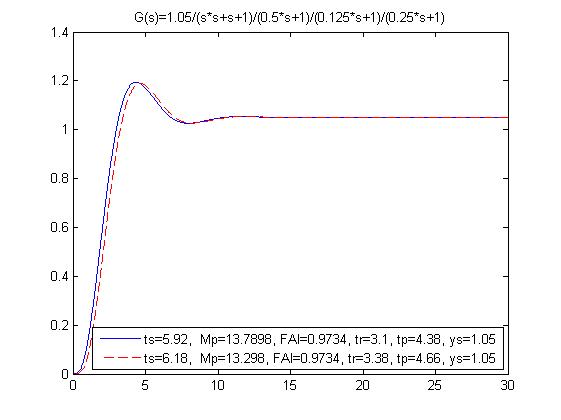 G(s)=1.05/(s*s+s+1)/(0.5*s+1)/(0.125*s+1)/(0.25*s+1)
1.4
1.2
1
0.8
0.6
0.4
0.2
0
ts=5.92, Mp=13.7898, FAI=0.9734, tr=3.1, tp=4.38, ys=1.05
ts=6.18, Mp=13.298, FAI=0.9734, tr=3.38, tp=4.66, ys=1.05
0 5 10 15 20 25 30